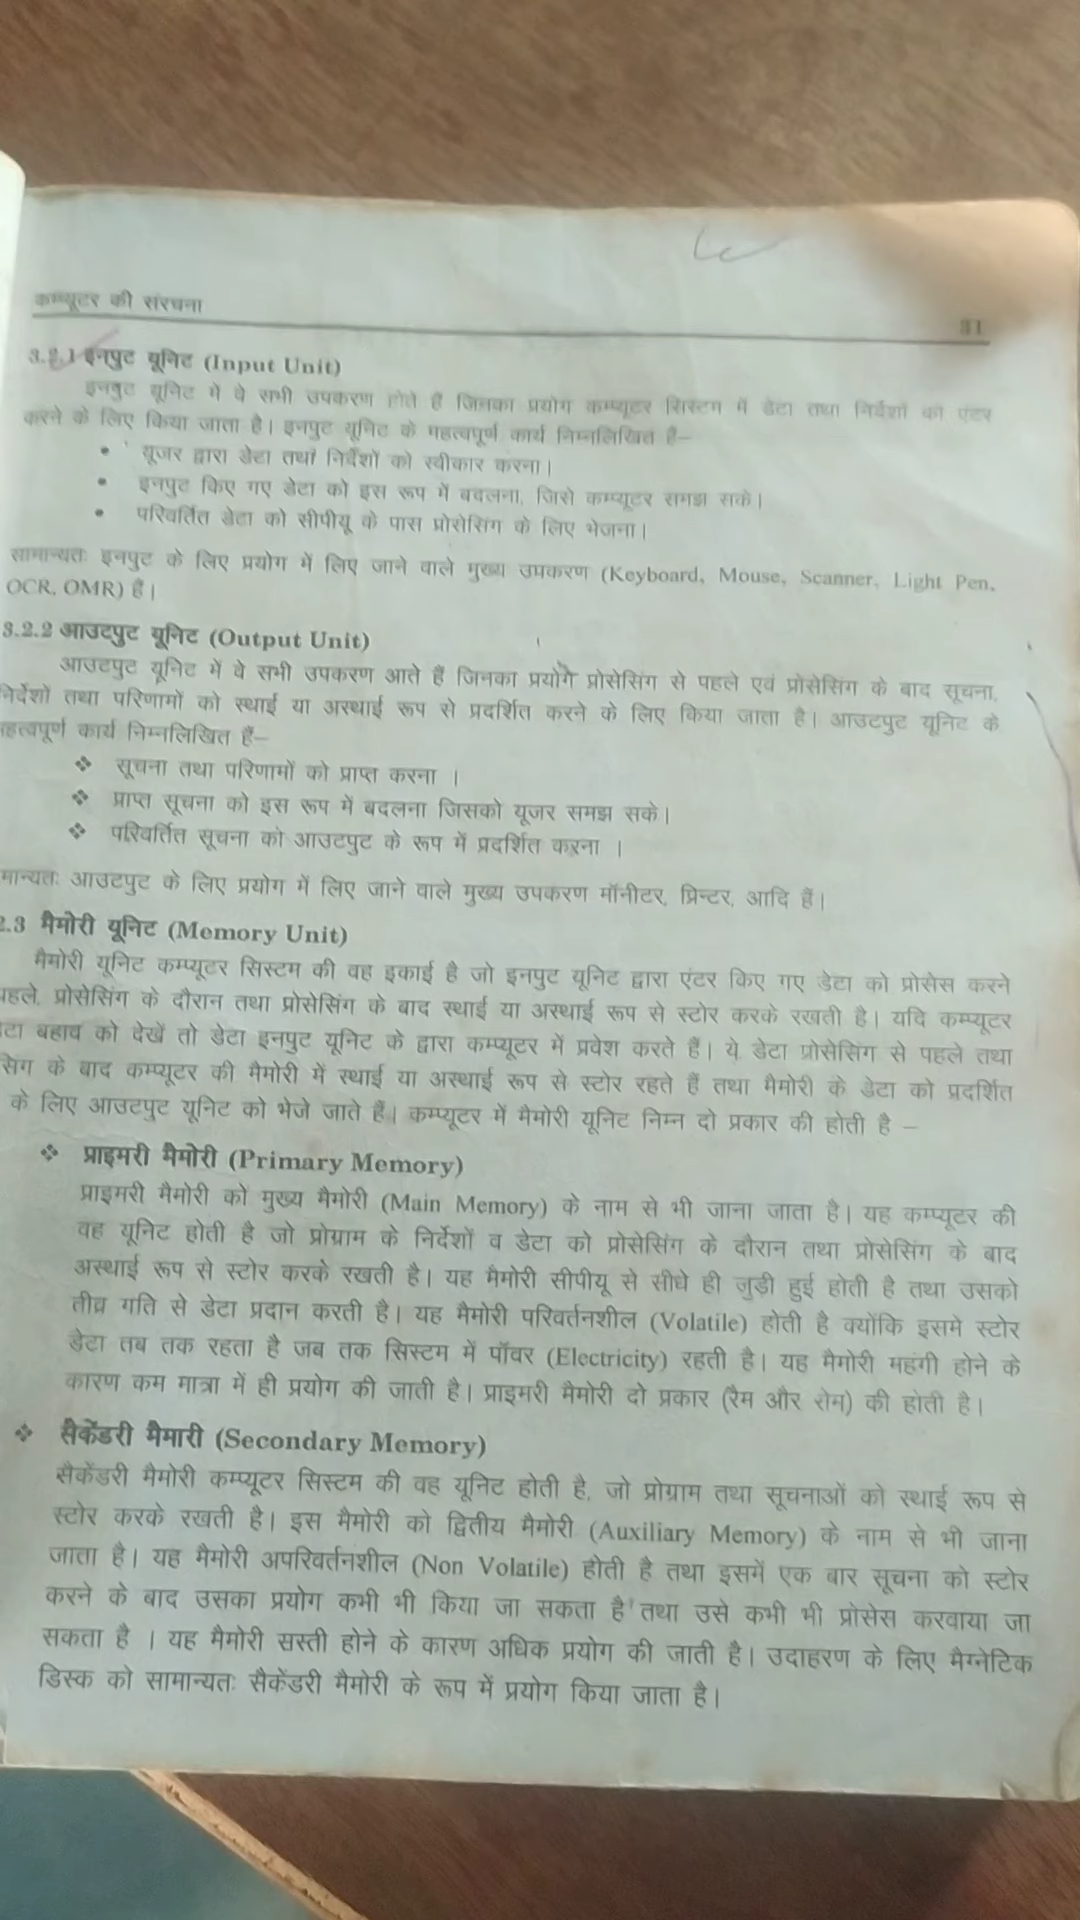 कम्प्यूटर की संरचना
31
3.2.1 इनपुट यूनिट (Input Unit)
इनपुट यूनिट में वे सभी उपकरण होते हैं जिनका प्रयोग कम्प्यूटर सिस्टम में डेटा तथा निर्देशों को एंटर
करने के लिए किया जाता है। इनपुट यूनिट के महत्वपूर्ण कार्य निम्नलिखित हैं–
• यूजर द्वारा डेटा तथा निर्देशों को स्वीकार करना।
• इनपुट किए गए डेटा को इस रूप में बदलना, जिसे कम्प्यूटर समझ सके।
• परिवर्तित डेटा को सीपीयू के पास प्रोसेसिंग के लिए भेजना।
सामान्यतः इनपुट के लिए प्रयोग में लिए जाने वाले मुख्य उपकरण (Keyboard, Mouse, Scanner, Light Pen,
OCR, OMR) हैं।
3.2.2 आउटपुट यूनिट (Output Unit)
आउटपुट यूनिट में वे सभी उपकरण आते हैं जिनका प्रयोग प्रोसेसिंग से पहले एवं प्रोसेसिंग के बाद सूचना,
निर्देशों तथा परिणामों को स्थाई या अस्थाई रूप से प्रदर्शित करने के लिए किया जाता है। आउटपुट यूनिट के
हत्वपूर्ण कार्य निम्नलिखित हैं–
❖ सूचना तथा परिणामों को प्राप्त करना ।
❖ प्राप्त सूचना को इस रूप में बदलना जिसको यूजर समझ सके।
❖ परिवर्तित सूचना को आउटपुट के रूप में प्रदर्शित करना ।
मान्यतः आउटपुट के लिए प्रयोग में लिए जाने वाले मुख्य उपकरण मॉनीटर, प्रिन्टर, आदि हैं।
2.3 मैमोरी यूनिट (Memory Unit)
मैमोरी यूनिट कम्प्यूटर सिस्टम की वह इकाई है जो इनपुट यूनिट द्वारा एंटर किए गए डेटा को प्रोसेस करने
पहले, प्रोसेसिंग के दौरान तथा प्रोसेसिंग के बाद स्थाई या अस्थाई रूप से स्टोर करके रखती है। यदि कम्प्यूटर
टा बहाव को देखें तो डेटा इनपुट यूनिट के द्वारा कम्प्यूटर में प्रवेश करते हैं। ये डेटा प्रोसेसिंग से पहले तथा
सिंग के बाद कम्प्यूटर की मैमोरी में स्थाई या अस्थाई रूप से स्टोर रहते हैं तथा मैमोरी के डेटा को प्रदर्शित
के लिए आउटपुट यूनिट को भेजे जाते हैं। कम्प्यूटर में मैमोरी यूनिट निम्न दो प्रकार की होती है –
❖ प्राइमरी मैमोरी (Primary Memory)
प्राइमरी मैमोरी को मुख्य मैमोरी (Main Memory) के नाम से भी जाना जाता है। यह कम्प्यूटर की
वह यूनिट होती है जो प्रोग्राम के निर्देशों व डेटा को प्रोसेसिंग के दौरान तथा प्रोसेसिंग के बाद
अस्थाई रूप से स्टोर करके रखती है। यह मैमोरी सीपीयू से सीधे ही जुड़ी हुई होती है तथा उसको
तीव्र गति से डेटा प्रदान करती है। यह मैमोरी परिवर्तनशील (Volatile) होती है क्योंकि इसमे स्टोर
डेटा तब तक रहता है जब तक सिस्टम में पॉवर (Electricity) रहती है। यह मैमोरी महंगी होने के
कारण कम मात्रा में ही प्रयोग की जाती है। प्राइमरी मैमोरी दो प्रकार (रैम और रोम) की होती है।
❖ सैकेंडरी मैमारी (Secondary Memory)
सैकेंडरी मैमोरी कम्प्यूटर सिस्टम की वह यूनिट होती है, जो प्रोग्राम तथा सूचनाओं को स्थाई रूप से
स्टोर करके रखती है। इस मैमोरी को द्वितीय मैमोरी (Auxiliary Memory) के नाम से भी जाना
जाता है। यह मैमोरी अपरिवर्तनशील (Non Volatile) होती है तथा इसमें एक बार सूचना को स्टोर
करने के बाद उसका प्रयोग कभी भी किया जा सकता है तथा उसे कभी भी प्रोसेस करवाया जा
सकता है । यह मैमोरी सस्ती होने के कारण अधिक प्रयोग की जाती है। उदाहरण के लिए मैग्नेटिक
डिस्क को सामान्यतः सैकेंडरी मैमोरी के रूप में प्रयोग किया जाता है।